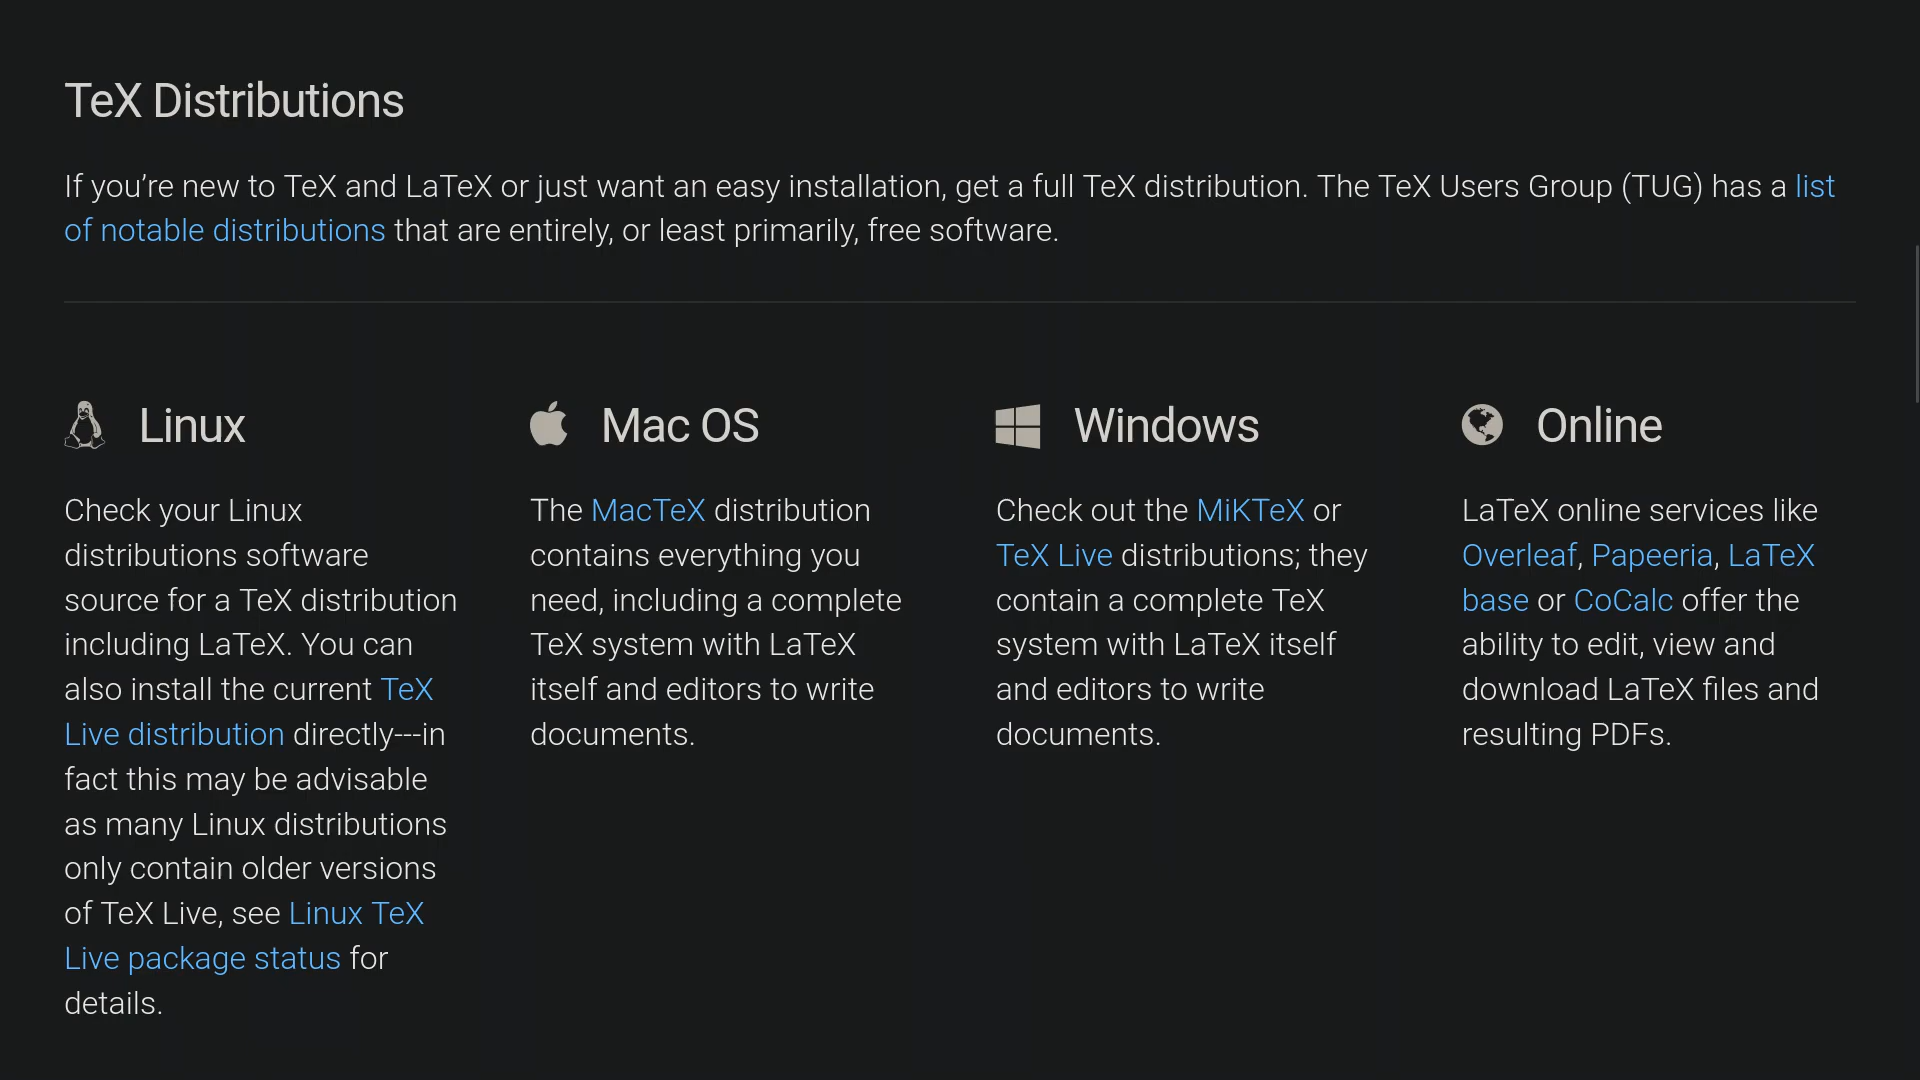 TeX Distributions
If you’re new to TeX and LaTeX or just want an easy installation, get a full TeX distribution. The TeX Users Group (TUG) has a list
of notable distributions that are entirely, or least primarily, free software.
Linux
Check your Linux
distributions software
source for a TeX distribution
including LaTeX. You can
also install the current TeX
Live distribution directly---in
fact this may be advisable
as many Linux distributions
only contain older versions
of TeX Live, see Linux TeX
Live package status for
details.
Mac OS
The MacTeX distribution
contains everything you
need, including a complete
TeX system with LaTeX
itself and editors to write
documents.
Windows
Check out the MiKTeX or
TeX Live distributions; they
contain a complete TeX
system with LaTeX itself
and editors to write
documents.
Online
LaTeX online services like
Overleaf, Papeeria, LaTeX
base or CoCalc offer the
ability to edit, view and
download LaTeX files and
resulting PDFs.